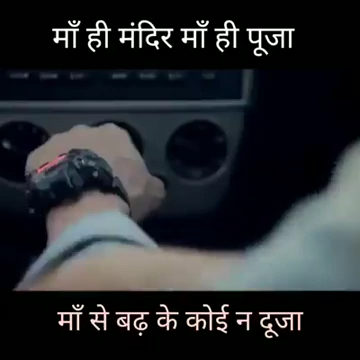 माँ ही मंदिर माँ ही पूजा
माँ से बढ़ के कोई न दूजा